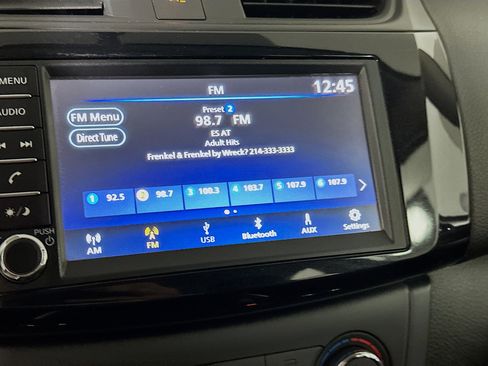 MENU
AUDIO
PUSH
FM
12:45
FM Menu
Direct Tune
Preset 2
98.7 FM
ES AT
Adult Hits
Frenkel & Frenkel by Wreck? 214-333-3333
1 92.5 2 98.7 3 100.3 4 103.7 5 107.9 6 107.9
AM FM USB Bluetooth AUX Settings